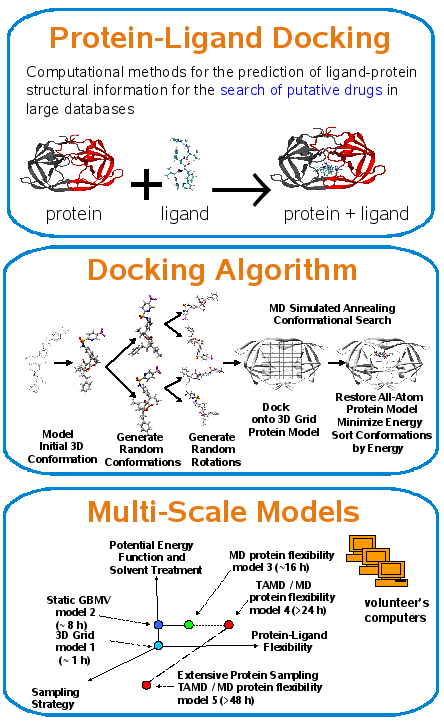 Protein-Ligand Docking
Computational methods for the prediction of ligand-protein
structural information for the search of putative drugs in
large databases
protein
ligand
protein + ligand
Docking Algorithm
MD Simulated Annealing
Conformational Search
Model
Initial 3D
Conformation
Generate
Random
Conformations
Generate
Random
Rotations
Dock
onto 3D Grid
Protein Model
Restore All-Atom
Protein Model
Minimize Energy
Sort Conformations
by Energy
Multi-Scale Models
Potential Energy
Function and
Solvent Treatment
MD protein flexibility
model 3 (~16 h)
TAMD / MD
protein flexibility
model 4 (>24 h)
volunteer's
computers
Static GBMV
model 2
(~ 8 h)
3D Grid
model 1
(~ 1 h)
Protein-Ligand
Flexibility
Sampling
Strategy
Extensive Protein Sampling
TAMD / MD protein flexibility
model 5 (>48 h)